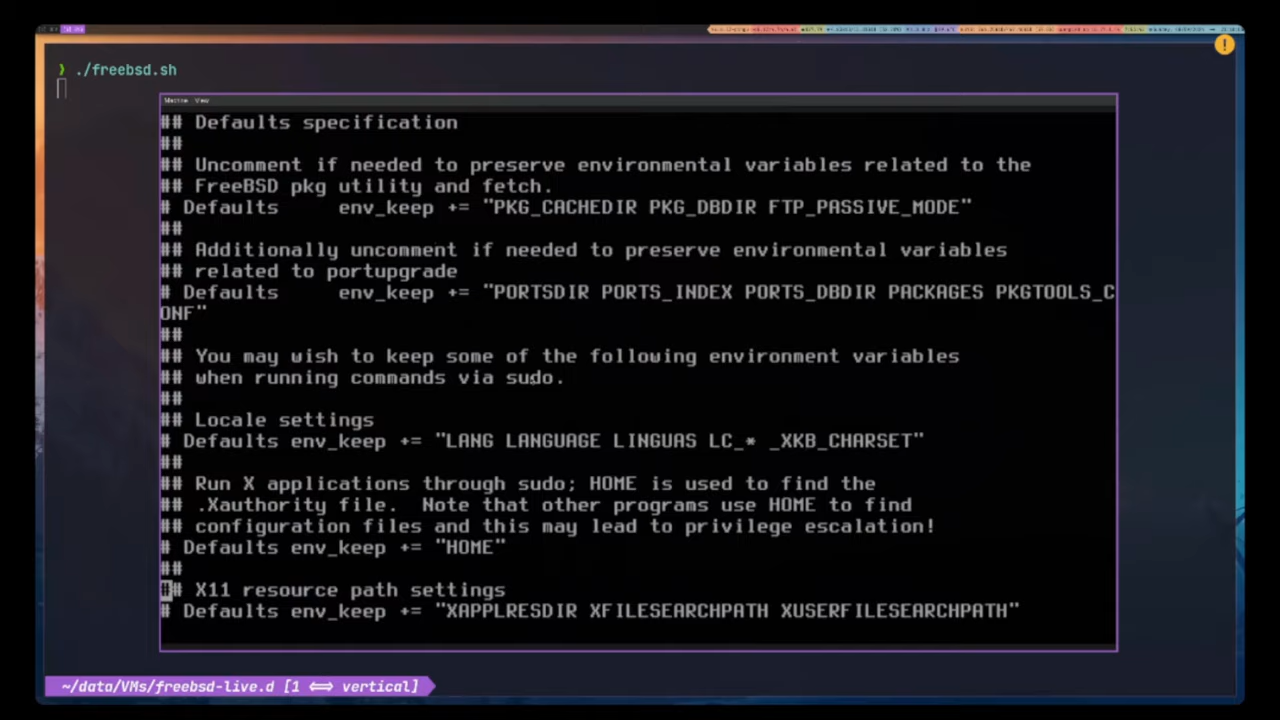 ❯ ./freebsd.sh
Machine View
## Defaults specification
##
## Uncomment if needed to preserve environmental variables related to the
## FreeBSD pkg utility and fetch.
# Defaults     env_keep += "PKG_CACHEDIR PKG_DBDIR FTP_PASSIVE_MODE"
##
## Additionally uncomment if needed to preserve environmental variables
## related to portupgrade
# Defaults     env_keep += "PORTSDIR PORTS_INDEX PORTS_DBDIR PACKAGES PKGTOOLS_C
ONF"
##
## You may wish to keep some of the following environment variables
## when running commands via sudo.
##
## Locale settings
# Defaults env_keep += "LANG LANGUAGE LINGUAS LC_* _XKB_CHARSET"
##
## Run X applications through sudo; HOME is used to find the
## .Xauthority file.  Note that other programs use HOME to find
## configuration files and this may lead to privilege escalation!
# Defaults env_keep += "HOME"
##
## X11 resource path settings
# Defaults env_keep += "XAPPLRESDIR XFILESEARCHPATH XUSERFILESEARCHPATH"
~/data/VMs/freebsd-live.d [1 ⟺ vertical]